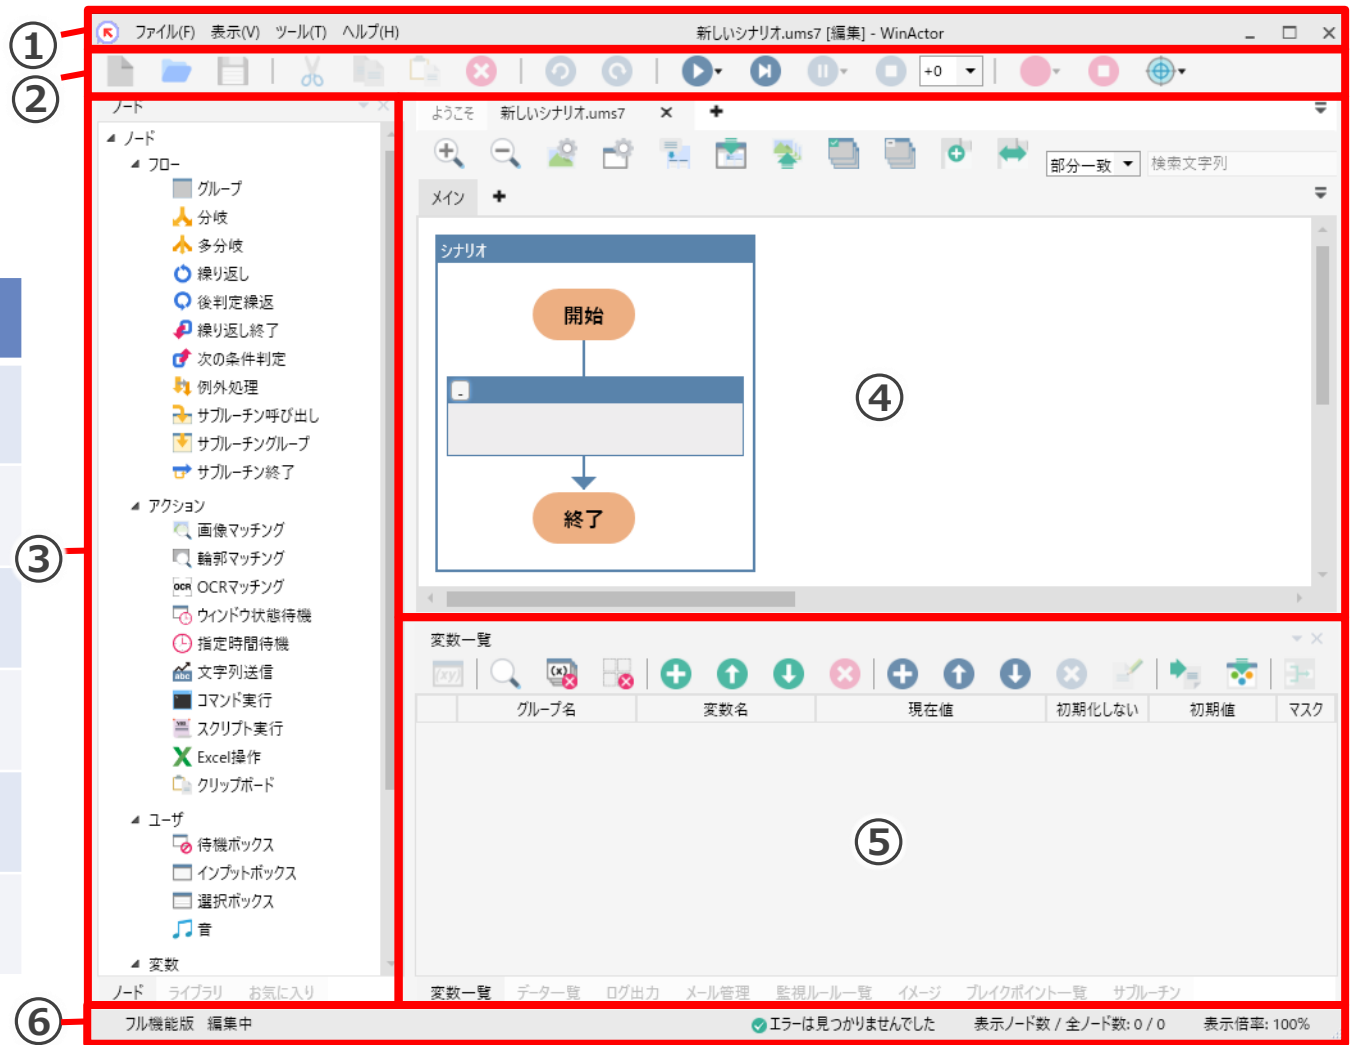 ①
ファイル(F) 表示(V) ツール(T) ヘルプ(H) 新しいシナリオ.ums7 [編集] - WinActor
②
+0
③
ノード
ノード
フロー
グループ
分岐
多分岐
繰り返し
後判定繰返
繰り返し終了
次の条件判定
例外処理
サブルーチン呼び出し
サブルーチングループ
サブルーチン終了
アクション
画像マッチング
輪郭マッチング
OCRマッチング
ウィンドウ状態待機
指定時間待機
文字列送信
コマンド実行
スクリプト実行
Excel操作
クリップボード
ユーザ
待機ボックス
インプットボックス
選択ボックス
音
変数
ノード ライブラリ お気に入り
ようこそ 新しいシナリオ.ums7
部分一致 検索文字列
メイン
シナリオ
開始
④
終了
変数一覧
グループ名 変数名 現在値 初期化しない 初期値 マスク
⑤
変数一覧 データ一覧 ログ出力 メール管理 監視ルール一覧 イメージ ブレイクポイント一覧 サブルーチン
⑥
フル機能版 編集中 エラーは見つかりませんでした 表示ノード数 / 全ノード数: 0 / 0 表示倍率: 100%